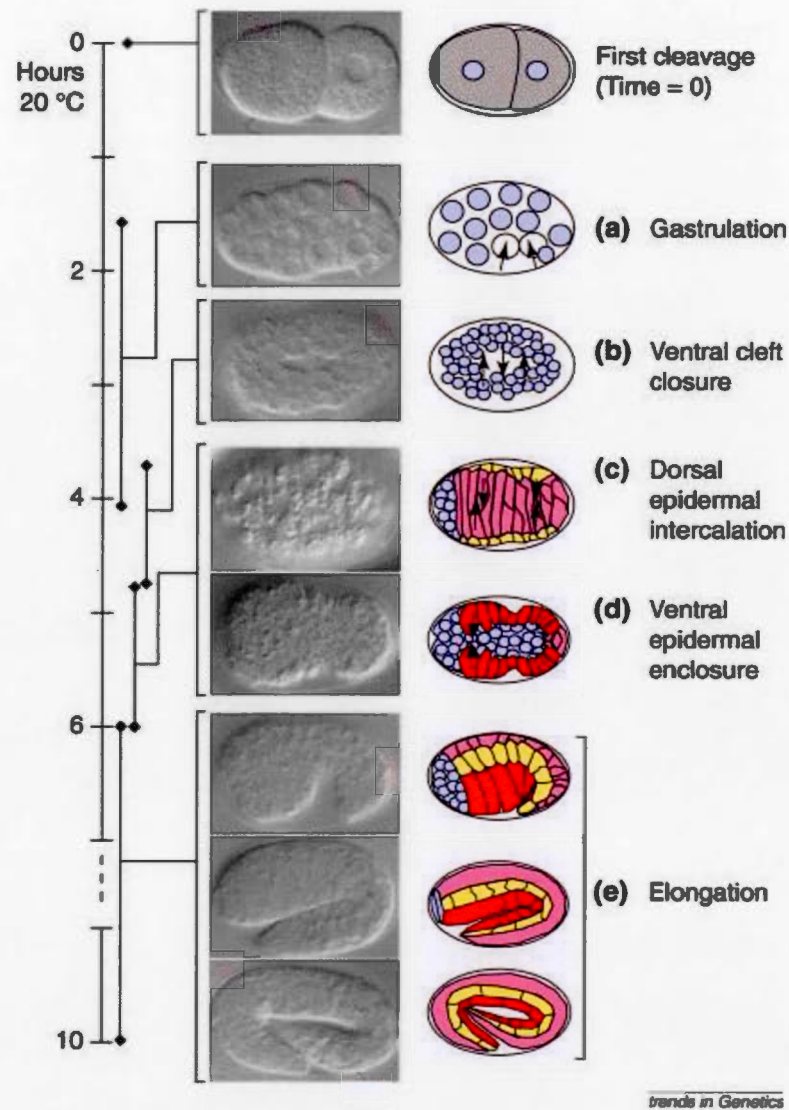 0
Hours
20 °C
2
4
6
10
First cleavage
(Time = 0)
(a) Gastrulation
(b) Ventral cleft
closure
(c) Dorsal
epidermal
intercalation
(d) Ventral
epidermal
enclosure
(e) Elongation
trends in Genetics